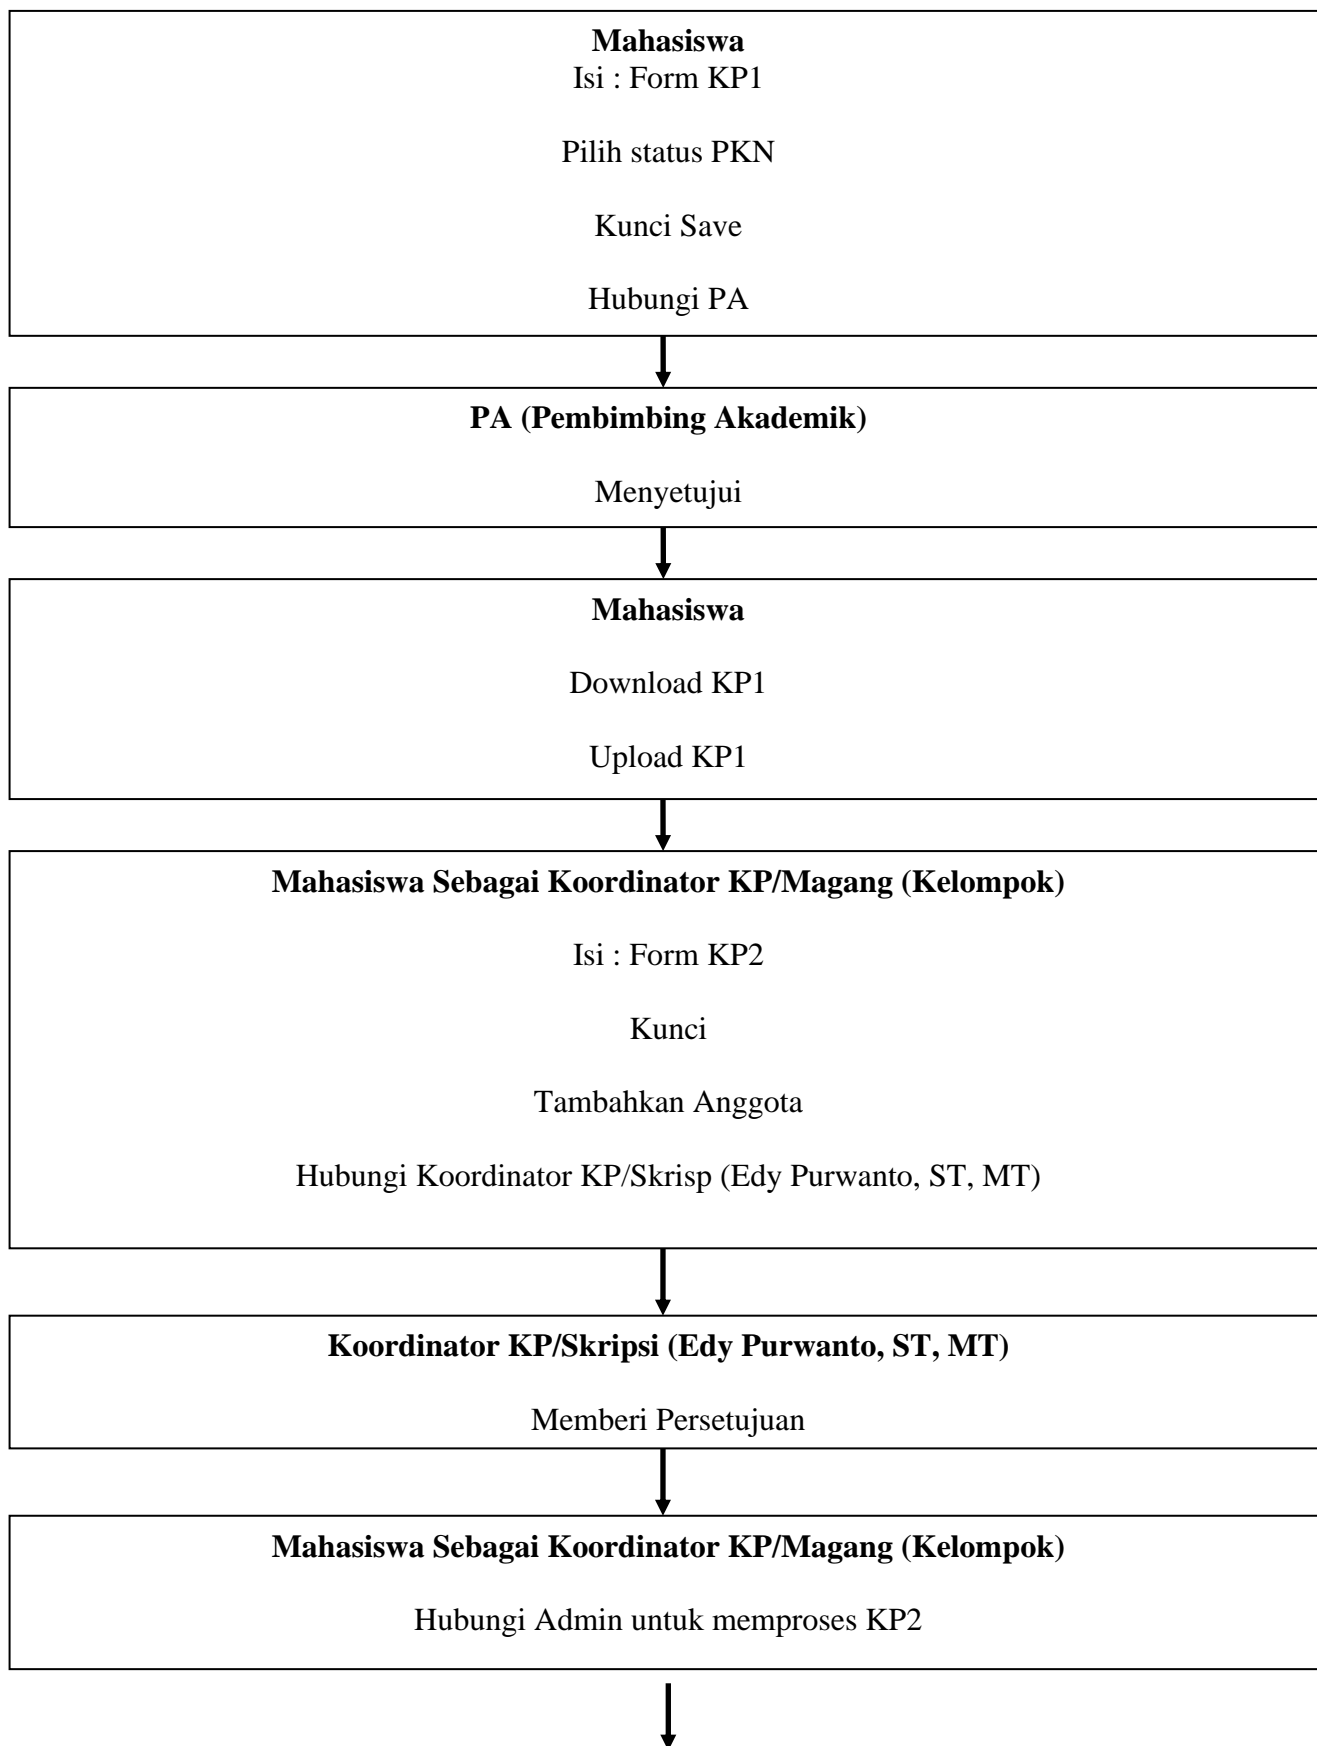 Mahasiswa
Isi : Form KP1
Pilih status PKN
Kunci Save
Hubungi PA
PA (Pembimbing Akademik)
Menyetujui
Mahasiswa
Download KP1
Upload KP1
Mahasiswa Sebagai Koordinator KP/Magang (Kelompok)
Isi : Form KP2
Kunci
Tambahkan Anggota
Hubungi Koordinator KP/Skrisp (Edy Purwanto, ST, MT)
Koordinator KP/Skripsi (Edy Purwanto, ST, MT)
Memberi Persetujuan
Mahasiswa Sebagai Koordinator KP/Magang (Kelompok)
Hubungi Admin untuk memproses KP2